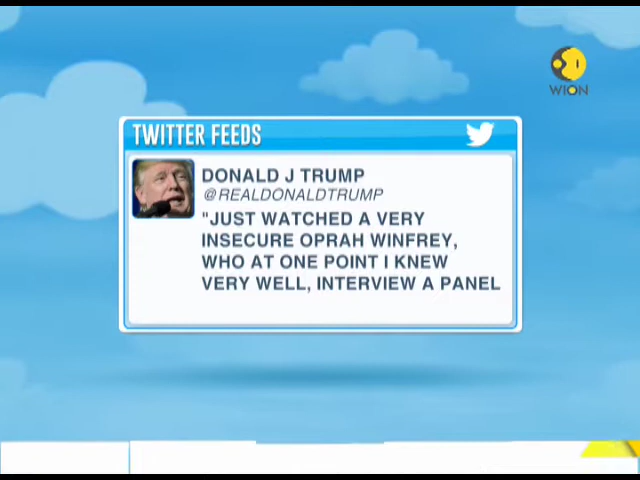 WION
TWITTER FEEDS
DONALD J TRUMP
@REALDONALDTRUMP
"JUST WATCHED A VERY
INSECURE OPRAH WINFREY,
WHO AT ONE POINT I KNEW
VERY WELL, INTERVIEW A PANEL